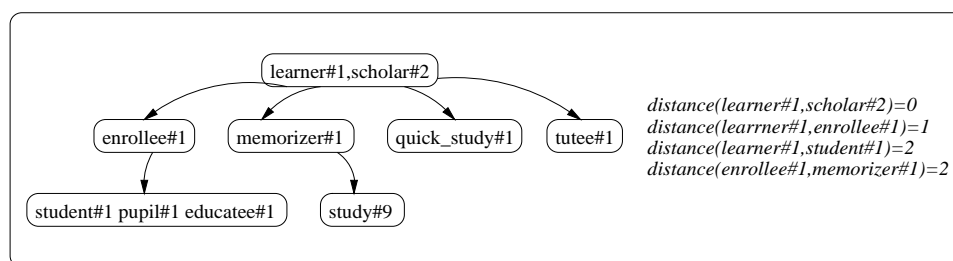 learner#1,scholar#2
enrollee#1
memorizer#1
quick_study#1
tutee#1
student#1 pupil#1 educatee#1
study#9
distance(learner#1,scholar#2)=0
distance(learrner#1,enrollee#1)=1
distance(learner#1,student#1)=2
distance(enrollee#1,memorizer#1)=2